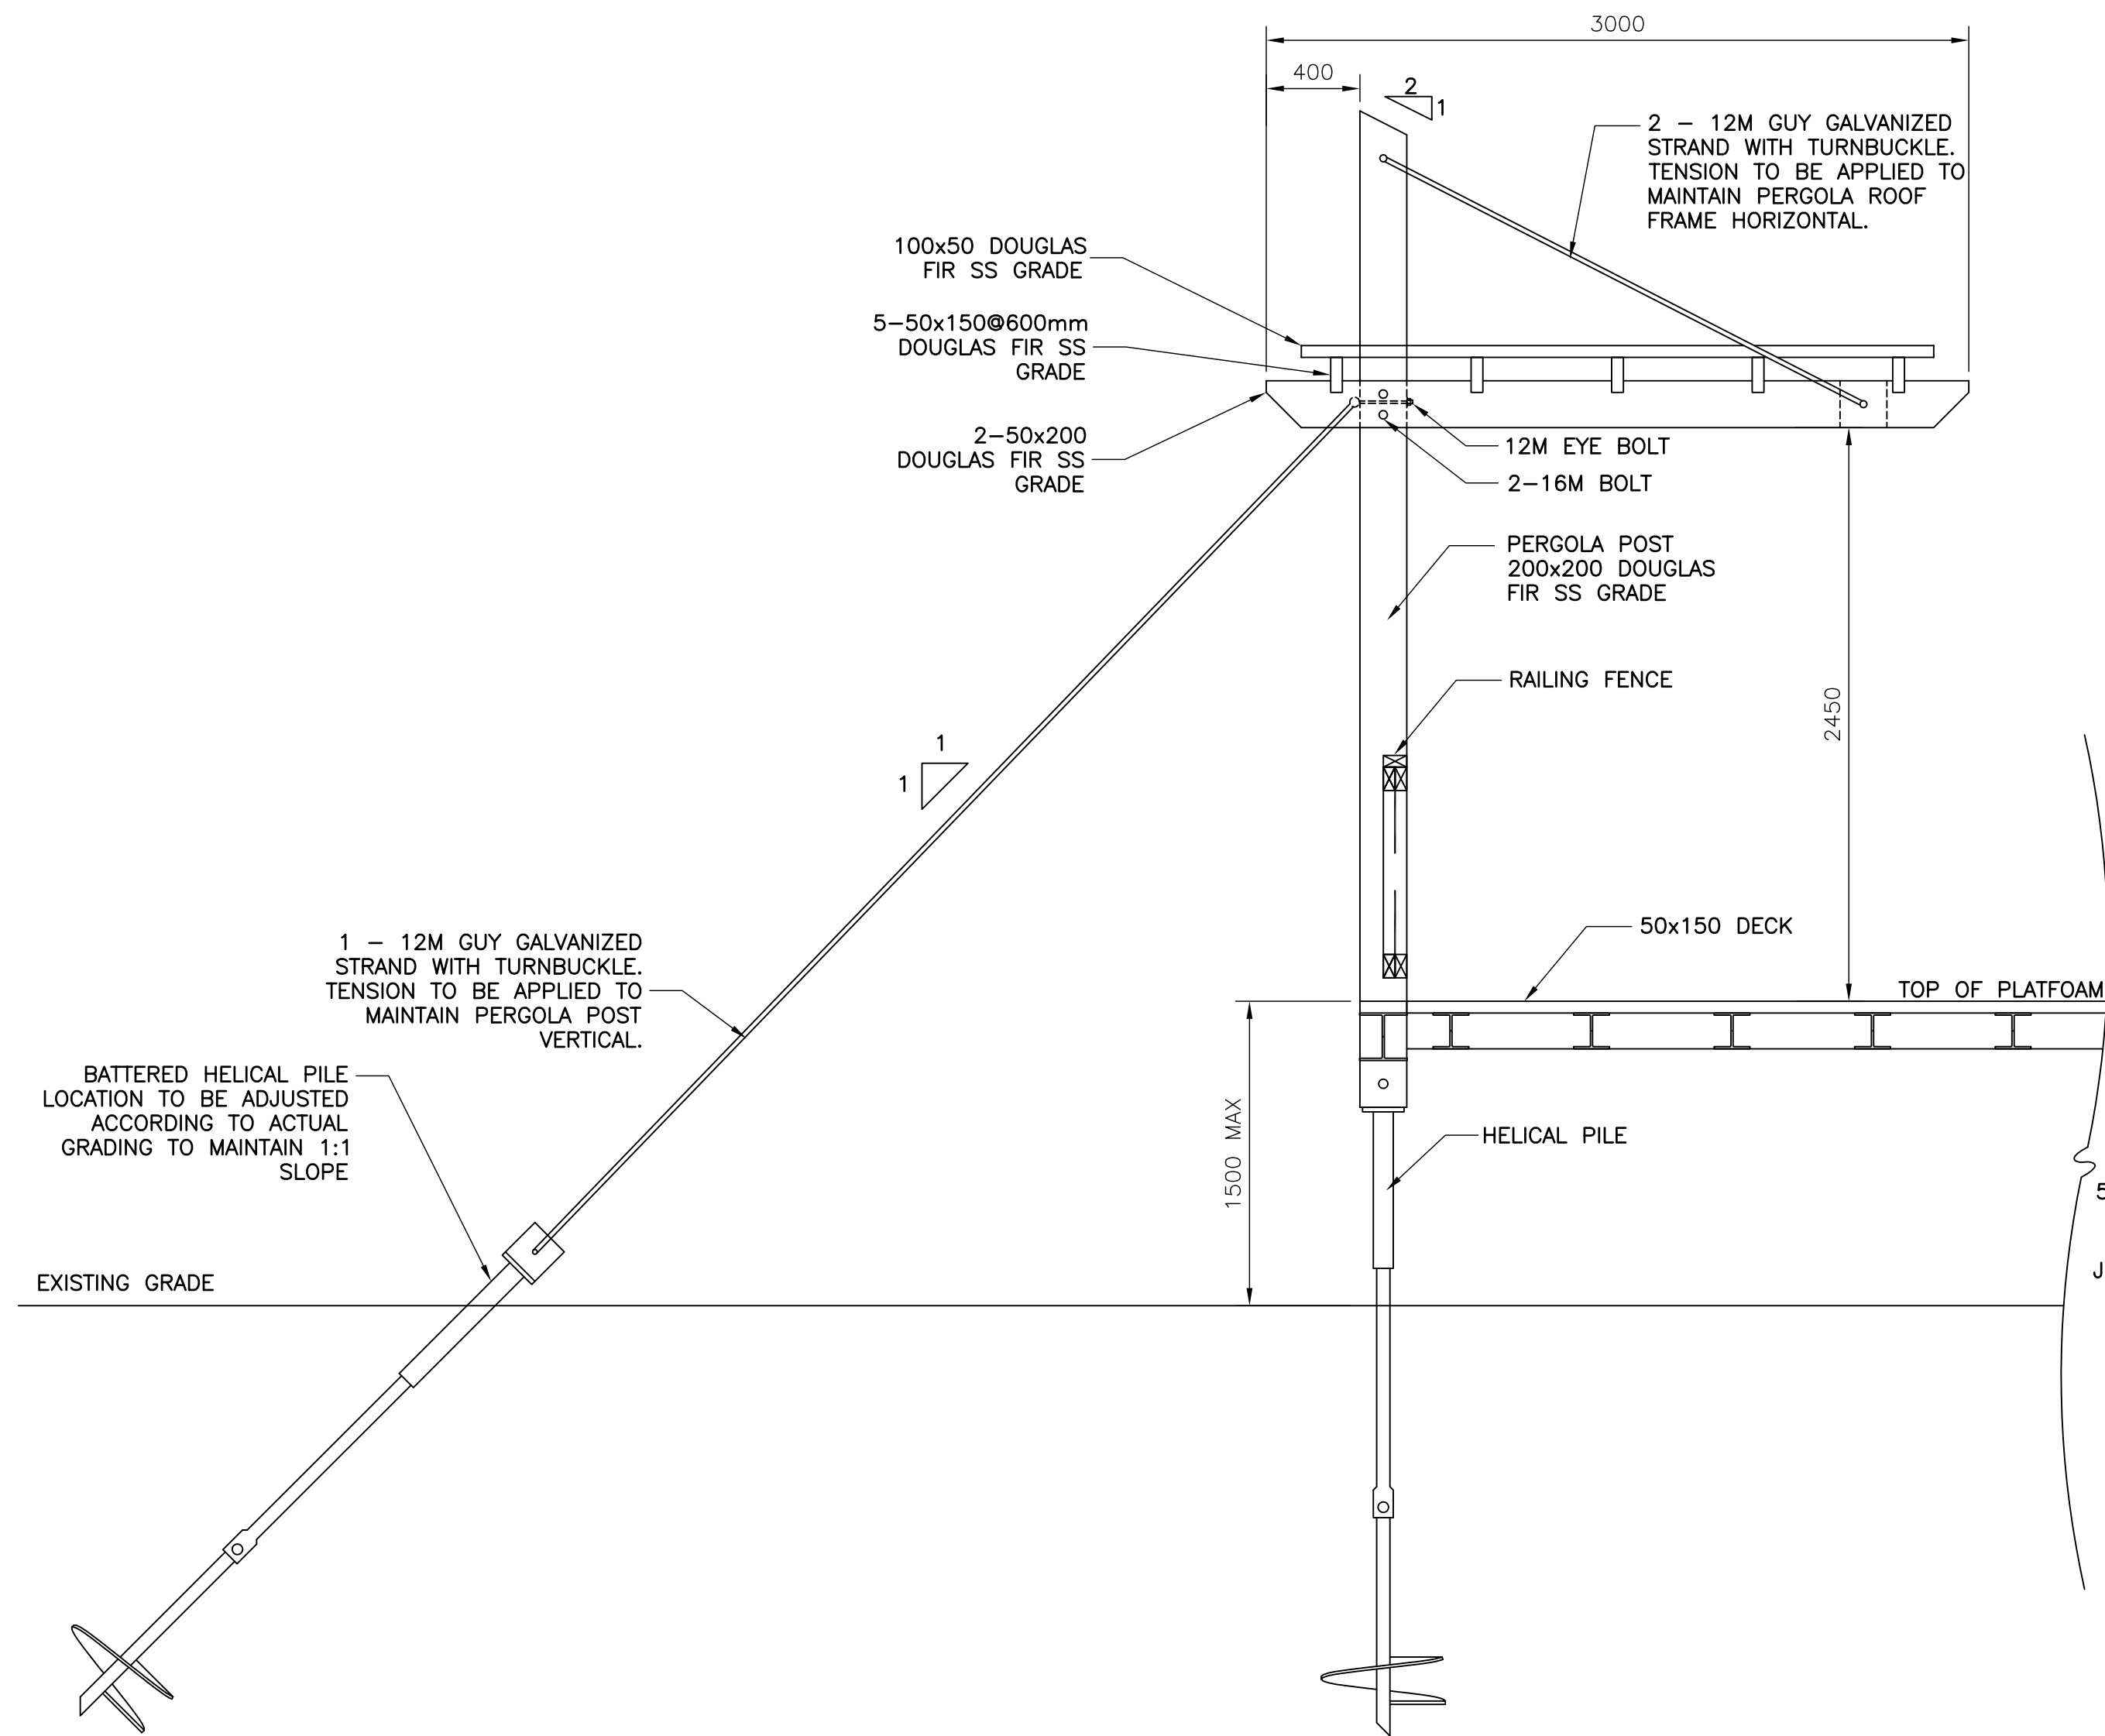 3000
400
2
1
2 - 12M GUY GALVANIZED
STRAND WITH TURNBUCKLE.
TENSION TO BE APPLIED TO
MAINTAIN PERGOLA ROOF
FRAME HORIZONTAL.
100x50 DOUGLAS
FIR SS GRADE
5-50x150@600mm
DOUGLAS FIR SS
GRADE
2-50x200
DOUGLAS FIR SS
GRADE
12M EYE BOLT
2-16M BOLT
PERGOLA POST
200x200 DOUGLAS
FIR SS GRADE
RAILING FENCE
2450
1
1
50x150 DECK
TOP OF PLATFOAM
1 - 12M GUY GALVANIZED
STRAND WITH TURNBUCKLE.
TENSION TO BE APPLIED TO
MAINTAIN PERGOLA POST
VERTICAL.
BATTERED HELICAL PILE
LOCATION TO BE ADJUSTED
ACCORDING TO ACTUAL
GRADING TO MAINTAIN 1:1
SLOPE
1500 MAX
HELICAL PILE
EXISTING GRADE
5
J